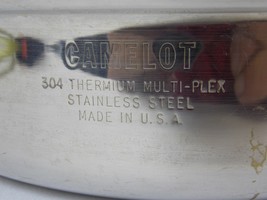 CAMELOT
304 THERMIUM MULTI-PLEX
STAINLESS STEEL
MADE IN U.S.A.